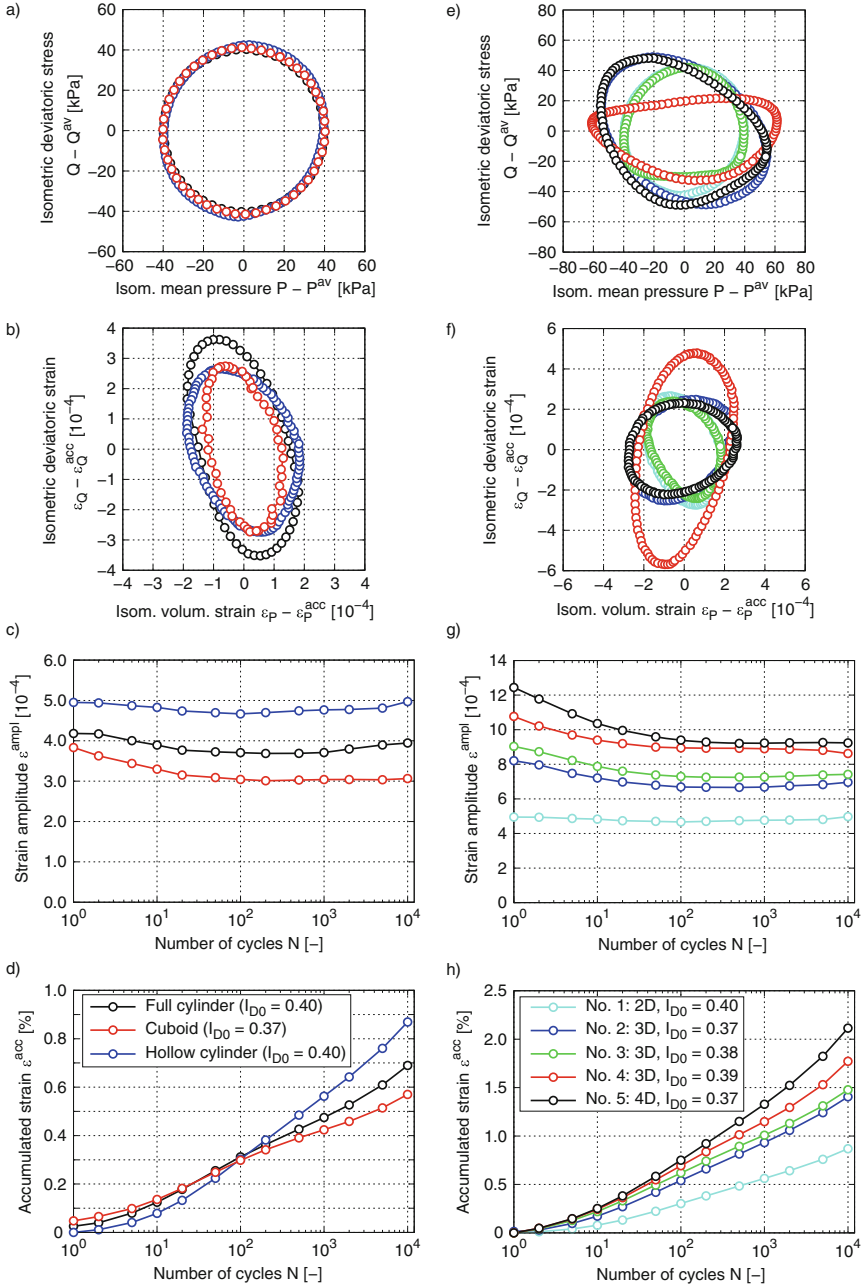 a)
Isometric deviatoric stress
Q – Q^av [kPa]
60
40
20
0
−20
−40
−60
−60 −40 −20 0 20 40 60
Isom. mean pressure P – P^av [kPa]
b)
Isometric deviatoric strain
ε_Q – ε_Q^acc [10^-4]
4
3
2
1
0
−1
−2
−3
−4
−4 −3 −2 −1 0 1 2 3 4
Isom. volum. strain ε_P – ε_P^acc [10^-4]
c)
Strain amplitude ε^ampl [10^-4]
6.0
5.0
4.0
3.0
2.0
1.0
0.0
10^0 10^1 10^2 10^3 10^4
Number of cycles N [−]
d)
Accumulated strain ε^acc [%]
1.0
0.8
0.6
0.4
0.2
0
Full cylinder (I_D0 = 0.40)
Cuboid (I_D0 = 0.37)
Hollow cylinder (I_D0 = 0.40)
10^0 10^1 10^2 10^3 10^4
Number of cycles N [−]
e)
Isometric deviatoric stress
Q – Q^av [kPa]
80
60
40
20
0
−20
−40
−60
−80
−80 −60 −40 −20 0 20 40 60 80
Isom. mean pressure P – P^av [kPa]
f)
Isometric deviatoric strain
ε_Q – ε_Q^acc [10^-4]
6
4
2
0
−2
−4
−6
−6 −4 −2 0 2 4 6
Isom. volum. strain ε_P – ε_P^acc [10^-4]
g)
Strain amplitude ε^ampl [10^-4]
14
12
10
8
6
4
2
0
10^0 10^1 10^2 10^3 10^4
Number of cycles N [−]
h)
Accumulated strain ε^acc [%]
2.5
2.0
1.5
1.0
0.5
0
No. 1: 2D, I_D0 = 0.40
No. 2: 3D, I_D0 = 0.37
No. 3: 3D, I_D0 = 0.38
No. 4: 3D, I_D0 = 0.39
No. 5: 4D, I_D0 = 0.37
10^0 10^1 10^2 10^3 10^4
Number of cycles N [−]